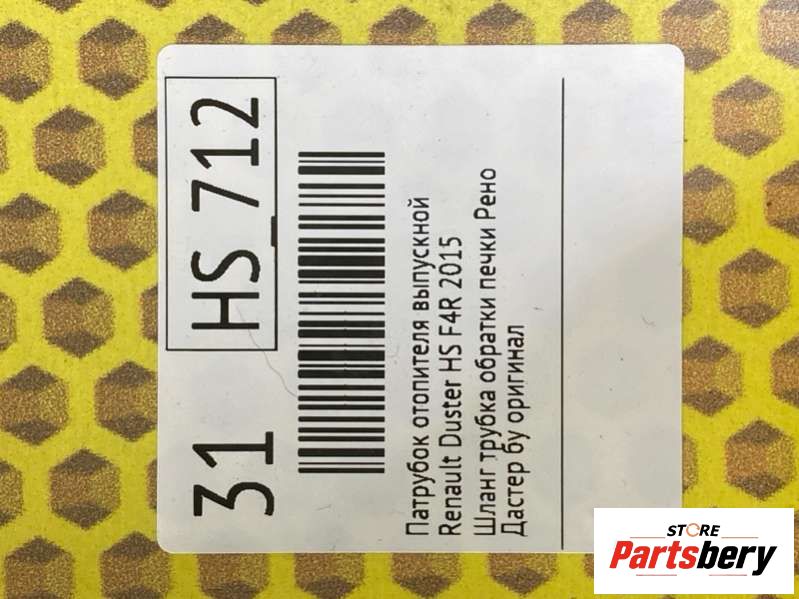 31 HS_712
Патрубок отопителя выпускной
Renault Duster HS F4R 2015
Шланг трубка обратки печки Рено
Дастер бу оригинал
STORE
Partsbery